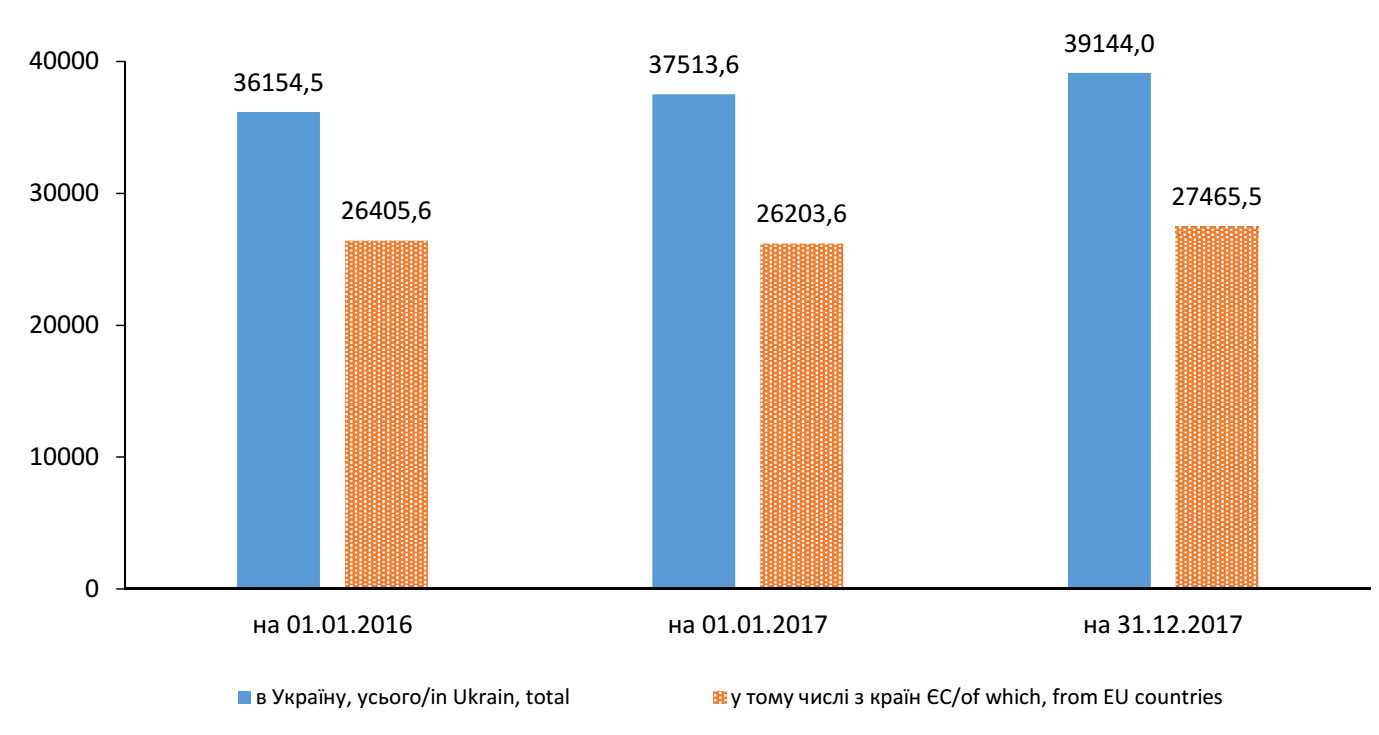 39144,0
40000
37513,6
36154,5
30000
27465,5
26405,6
26203,6
20000
10000
0
на 01.01.2016
на 01.01.2017
на 31.12.2017
в Україну, усього/in Ukrain, total
у тому числі з країн ЄС/of which, from EU countries